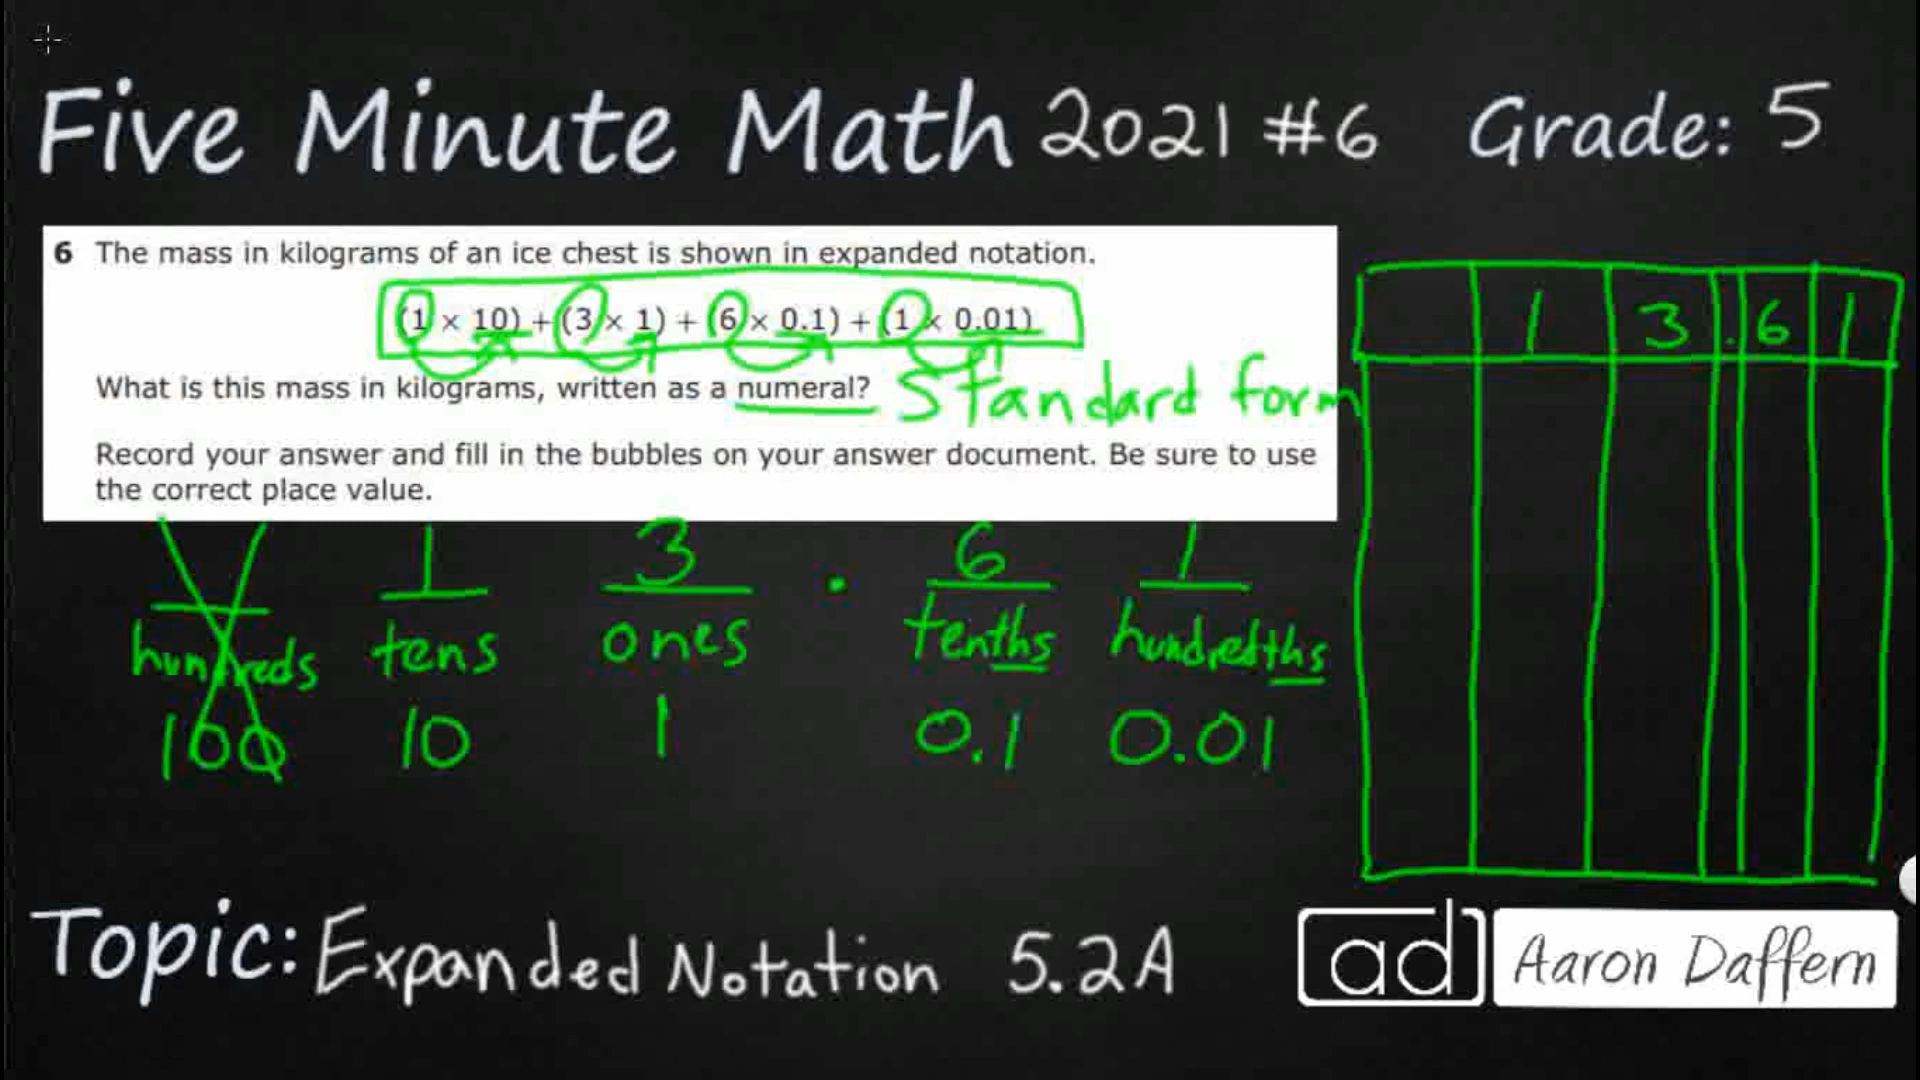 Five Minute Math 2021 #6 Grade: 5
6 The mass in kilograms of an ice chest is shown in expanded notation.
(1 × 10) + (3 × 1) + (6 × 0.1) + (1 × 0.01)
What is this mass in kilograms, written as a numeral? Standard form
Record your answer and fill in the bubbles on your answer document. Be sure to use
the correct place value.
1 3 . 6 1
1 3 . 6 1
hundreds tens ones tenths hundredths
100 10 1 0.1 0.01
Topic: Expanded Notation 5.2A
ad Aaron Daffern